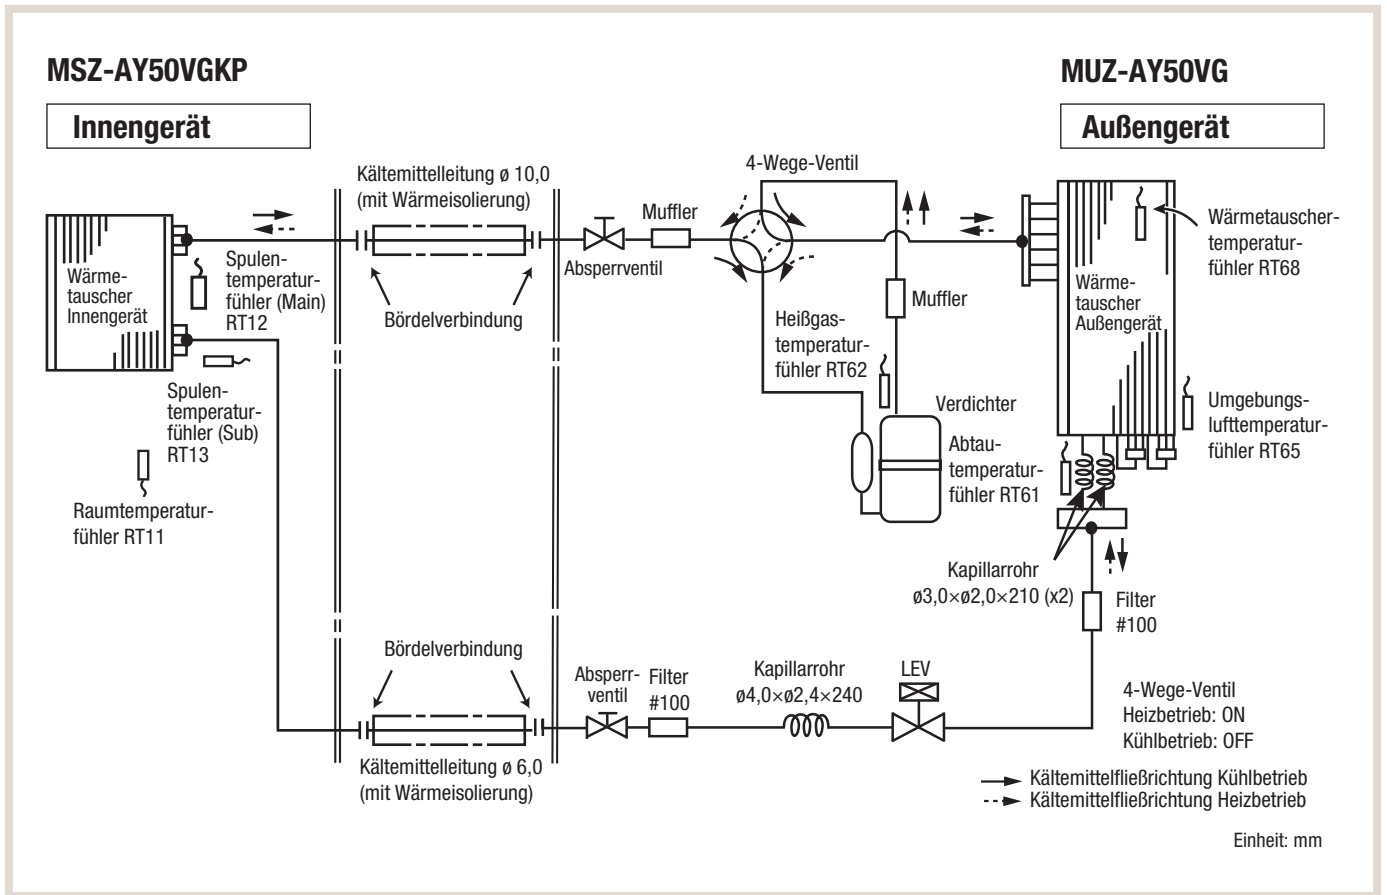 MSZ-AY50VGKP
Innengerät
MUZ-AY50VG
Außengerät
Kältemittelleitung ø 10,0
(mit Wärmeisolierung)
4-Wege-Ventil
Muffler
Absperrventil
Wärme-
tauscher
Innengerät
Spulen-
temperatur-
fühler (Main)
RT12
Bördelverbindung
Heißgas-
temperatur-
fühler RT62
Muffler
Wärme-
tauscher
Außengerät
Wärmetauscher-
temperatur-
fühler RT68
Spulen-
temperatur-
fühler (Sub)
RT13
Verdichter
Abtau-
temperatur-
fühler RT61
Umgebungs-
lufttemperatur-
fühler RT65
Raumtemperatur-
fühler RT11
Kapillarrohr
ø3,0×ø2,0×210 (x2)
Filter
#100
Bördelverbindung
Absperr-
ventil
Filter
#100
Kapillarrohr
ø4,0×ø2,4×240
LEV
4-Wege-Ventil
Heizbetrieb: ON
Kühlbetrieb: OFF
Kältemittelleitung ø 6,0
(mit Wärmeisolierung)
Kältemittelfließrichtung Kühlbetrieb
Kältemittelfließrichtung Heizbetrieb
Einheit: mm